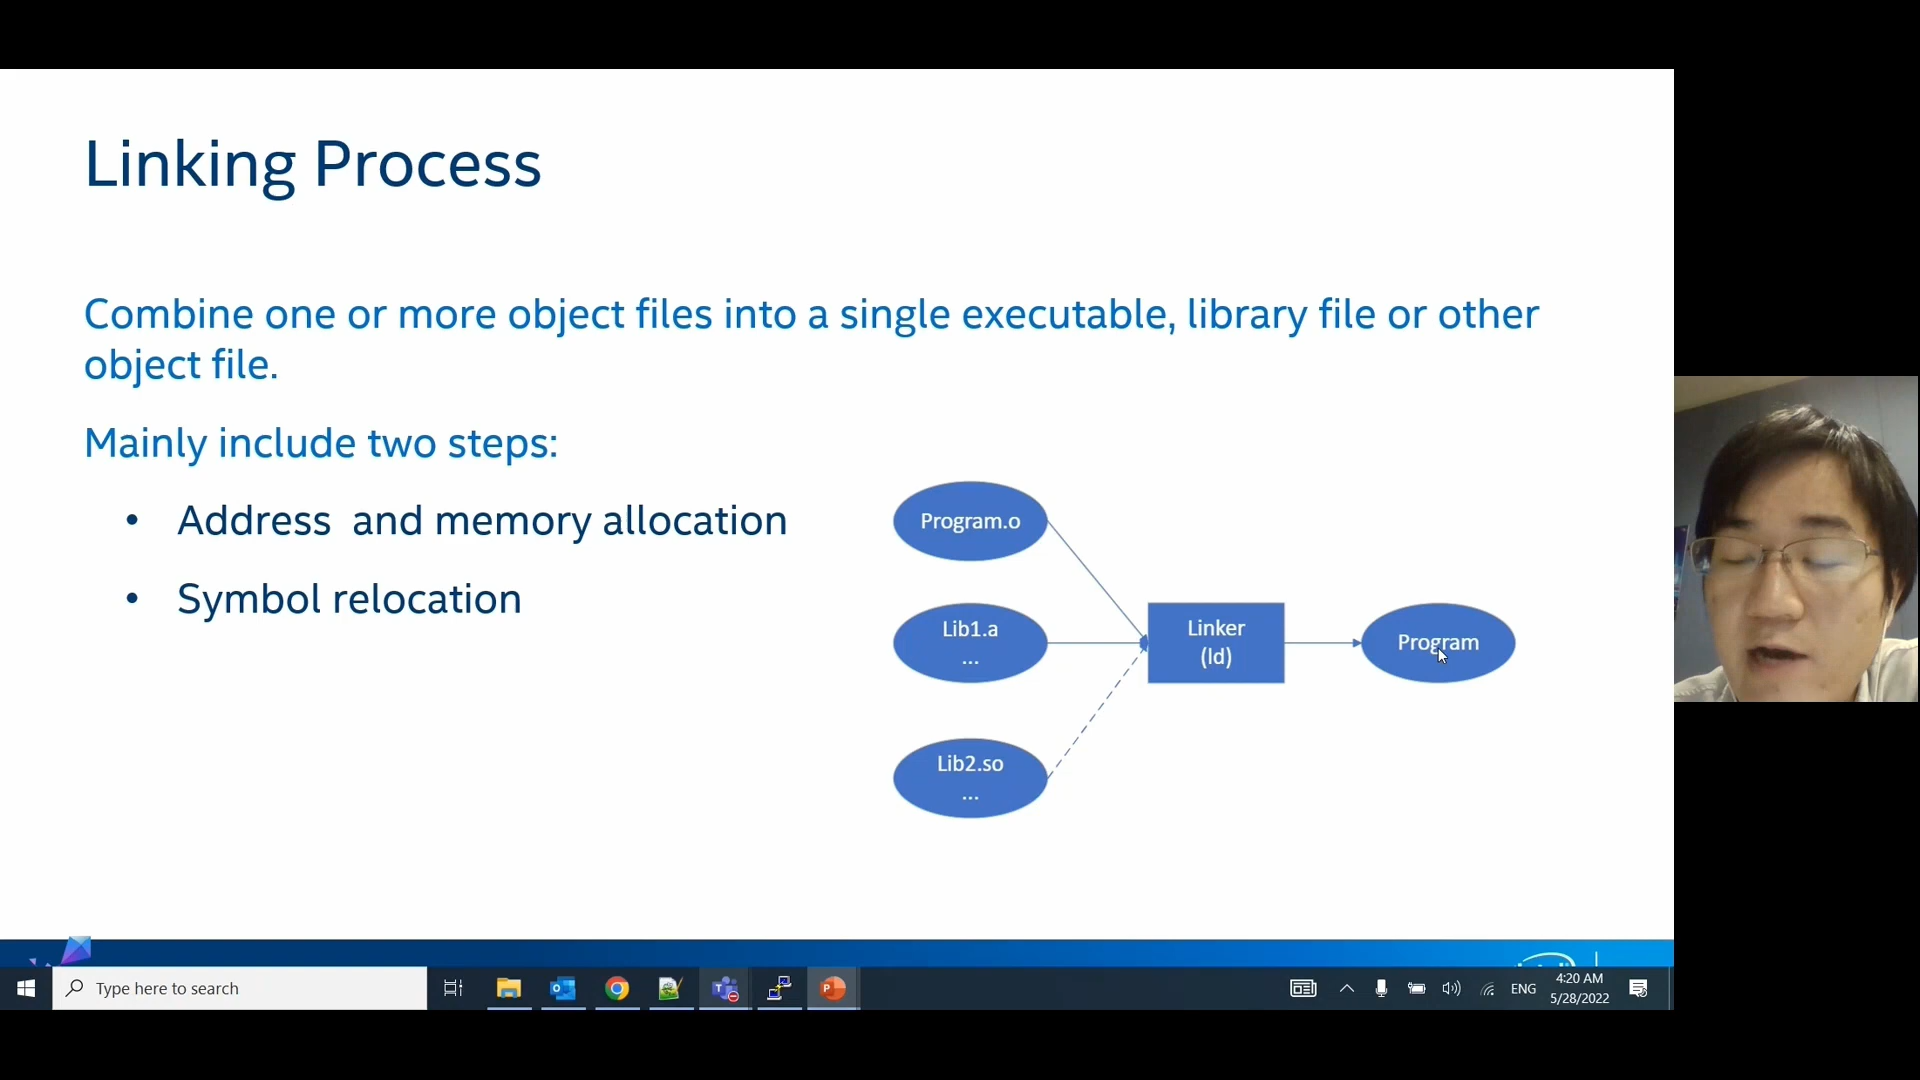 Linking Process
Combine one or more object files into a single executable, library file or other
object file.
Mainly include two steps:
• Address and memory allocation
• Symbol relocation
Program.o
Lib1.a
...
Linker
(ld)
Program
Lib2.so
...
Type here to search
ENG
4:20 AM
5/28/2022